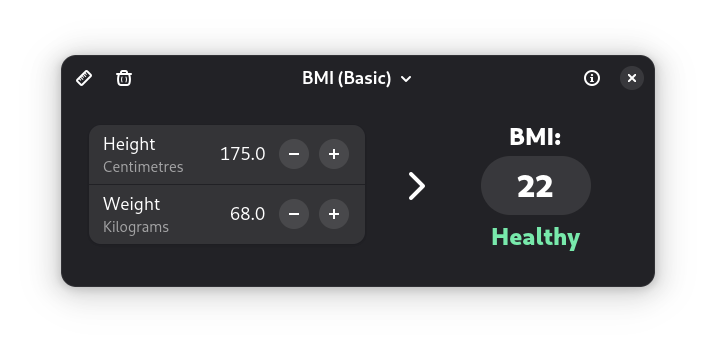 BMI (Basic)
Height
Centimetres
175.0
Weight
Kilograms
68.0
BMI:
22
Healthy